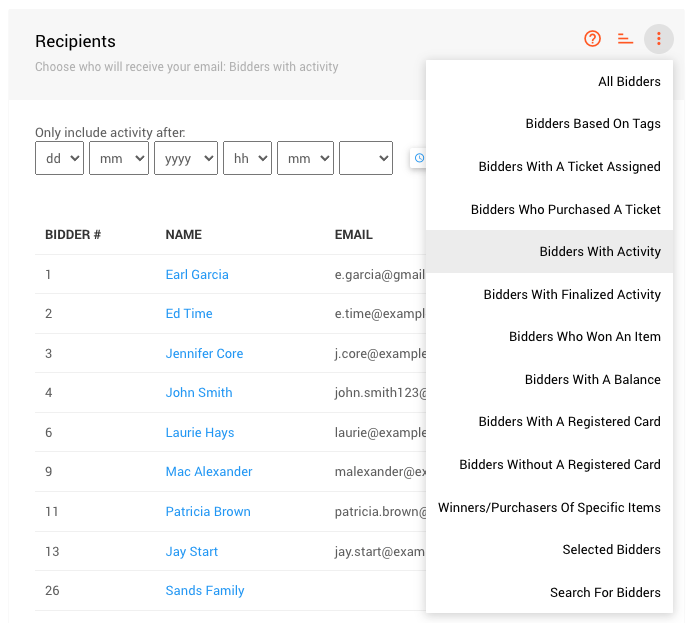 Recipients
Choose who will receive your email: Bidders with activity
Only include activity after:
dd mm yyyy hh mm
BIDDER # NAME EMAIL
1 Earl Garcia e.garcia@gmail
2 Ed Time e.time@exampl
3 Jennifer Core j.core@example
4 John Smith john.smith123@
6 Laurie Hays laurie@example
9 Mac Alexander malexander@ex
11 Patricia Brown patricia.brown@
13 Jay Start jay.start@exam
26 Sands Family
All Bidders
Bidders Based On Tags
Bidders With A Ticket Assigned
Bidders Who Purchased A Ticket
Bidders With Activity
Bidders With Finalized Activity
Bidders Who Won An Item
Bidders With A Balance
Bidders With A Registered Card
Bidders Without A Registered Card
Winners/Purchasers Of Specific Items
Selected Bidders
Search For Bidders